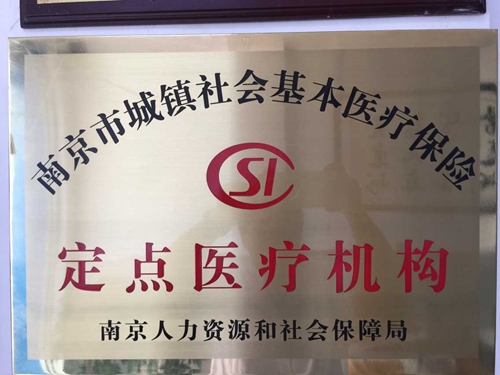 南京市城镇社会基本医疗保险
CSI
定点医疗机构
南京人力资源和社会保障局